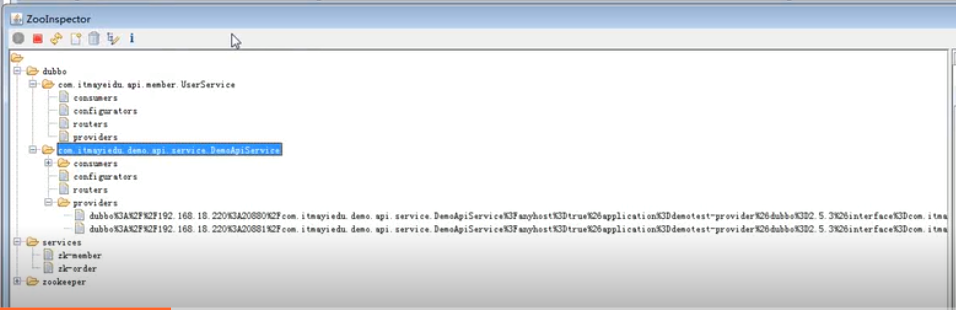 ZooInspector
dubbo
com.itmayeidu.api.member.UserService
consumers
configurators
routers
providers
com.itmayiedu.demo.api.service.DemoApiService
consumers
configurators
routers
providers
dubbo%3A%2F%2F192.168.18.220%3A20880%2Fcom.itmayiedu.demo.api.service.DemoApiService%3Fanyhost%3Dtrue%26application%3Ddemotest-provider%26dubbo%3D2.5.3%26interface%3Dcom.itma
dubbo%3A%2F%2F192.168.18.220%3A20881%2Fcom.itmayiedu.demo.api.service.DemoApiService%3Fanyhost%3Dtrue%26application%3Ddemotest-provider%26dubbo%3D2.5.3%26interface%3Dcom.itma
services
zk-member
zk-order
zookeeper